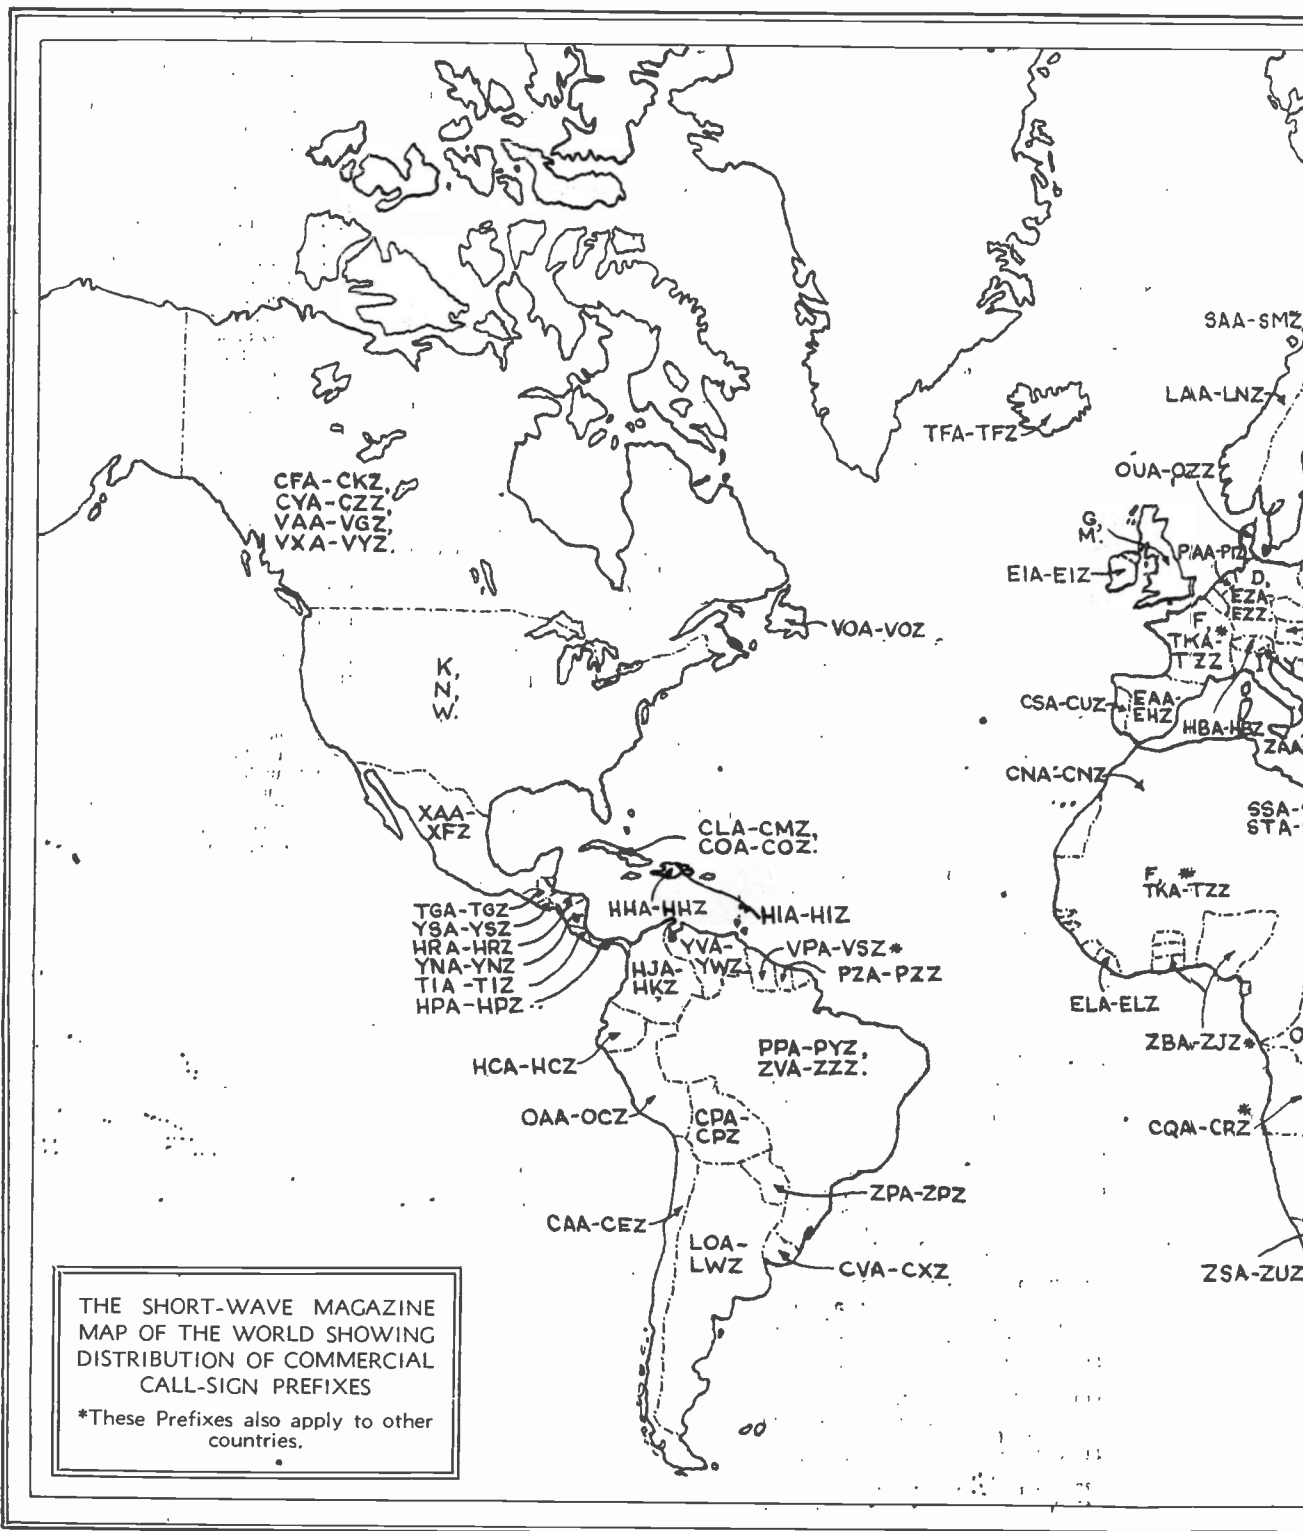 SAA-SMZ
LAA-LNZ
TFA-TFZ
OUA-OZZ
CFA-CKZ,
CYA-CZZ,
VAA-VGZ,
VXA-VYZ.
G,
M.
PAA-PIZ
EIA-EIZ
D.
EZA-
EZZ.
VOA-VOZ
F,
TKA-*
TZZ
I
K,
N,
W.
CSA-CUZ
EAA-
EHZ
HBA-HBZ
ZAA
CNA-CNZ
XAA-
XFZ
SSA-
STA-
CLA-CMZ,
COA-COZ.
F, *
TKA-TZZ
TGA-TGZ
YSA-YSZ
HRA-HRZ
YNA-YNZ
TIA-TIZ
HPA-HPZ
HHA-HHZ
HIA-HIZ
YVA-
YWZ
VPA-VSZ*
HJA-
HKZ
PZA-PZZ
ELA-ELZ
ZBA-ZJZ*
HCA-HCZ
PPA-PYZ,
ZVA-ZZZ.
OAA-OCZ
CPA-
CPZ
*
CQA-CRZ
ZPA-ZPZ
CAA-CEZ
LOA-
LWZ
CVA-CXZ
ZSA-ZUZ
THE SHORT-WAVE MAGAZINE
MAP OF THE WORLD SHOWING
DISTRIBUTION OF COMMERCIAL
CALL-SIGN PREFIXES
*These Prefixes also apply to other
countries.